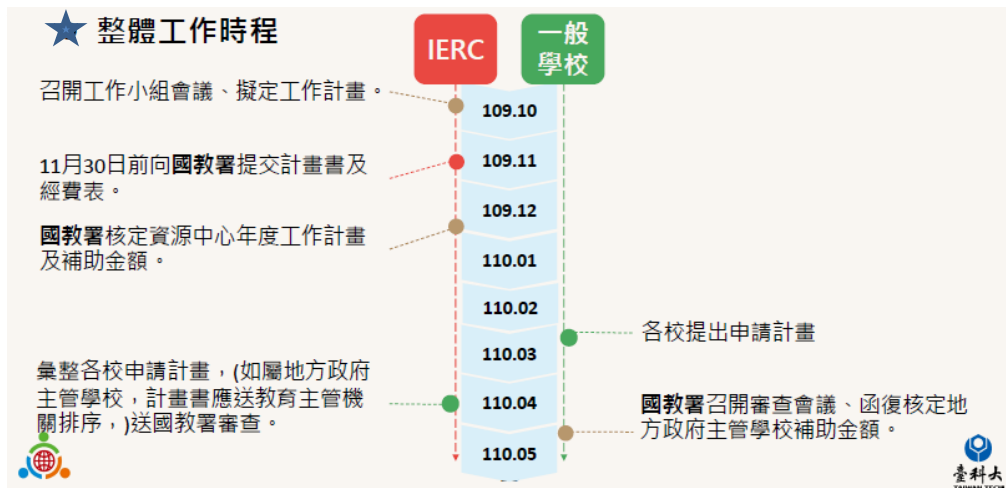 整體工作時程
IERC
一般
學校
召開工作小組會議、擬定工作計畫。
109.10
11月30日前向國教署提交計畫書及
經費表。
109.11
109.12
國教署核定資源中心年度工作計畫
及補助金額。
110.01
110.02
各校提出申請計畫
110.03
彙整各校申請計畫，(如屬地方政府
主管學校，計畫書應送教育主管機
關排序，)送國教署審查。
110.04
國教署召開審查會議、函復核定地
方政府主管學校補助金額。
110.05
臺科大
TAIWAN TECH